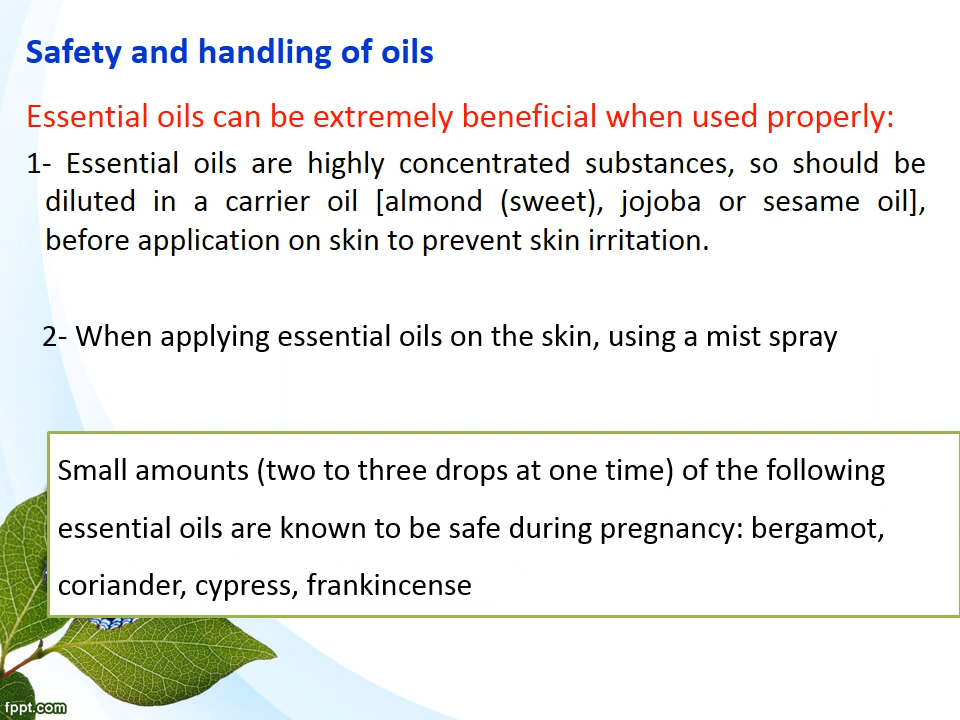 Safety and handling of oils
Essential oils can be extremely beneficial when used properly:
1- Essential oils are highly concentrated substances, so should be
diluted in a carrier oil [almond (sweet), jojoba or sesame oil],
before application on skin to prevent skin irritation.
2- When applying essential oils on the skin, using a mist spray
Small amounts (two to three drops at one time) of the following
essential oils are known to be safe during pregnancy: bergamot,
coriander, cypress, frankincense
fppt.com